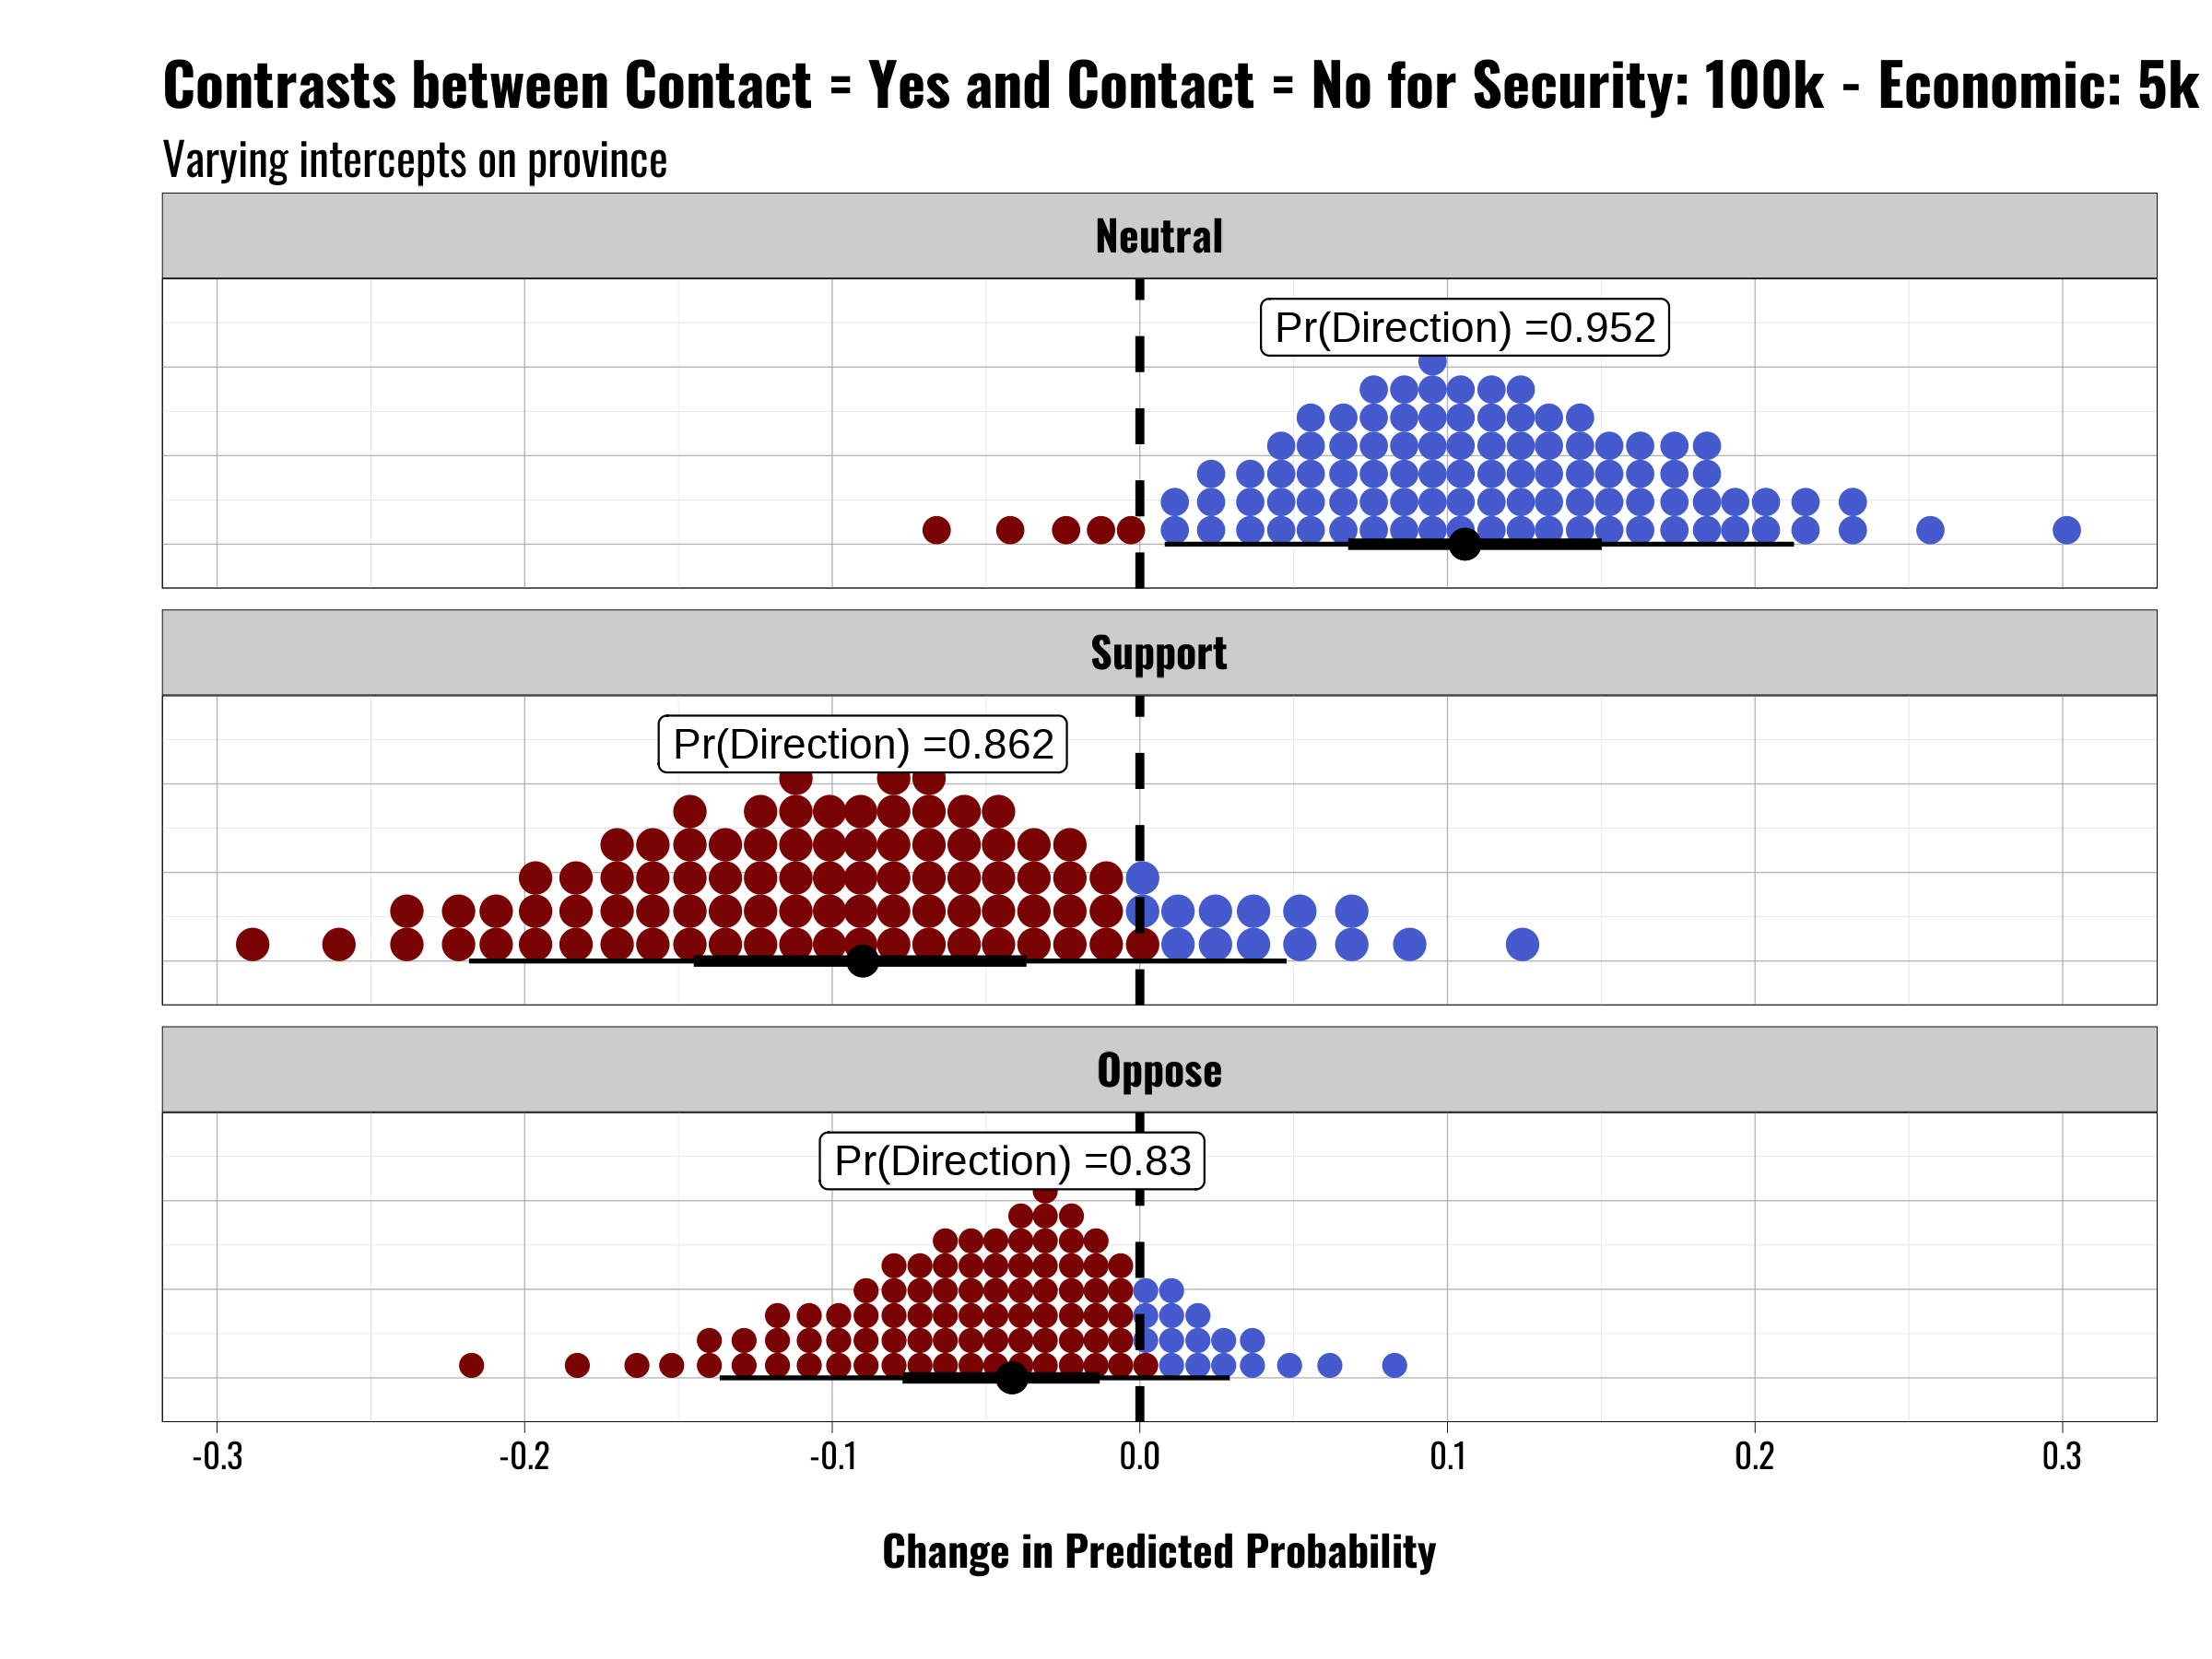 Contrasts between Contact = Yes and Contact = No for Security: 100k - Economic: 5k
Varying intercepts on province
Neutral
Pr(Direction) =0.952
Support
Pr(Direction) =0.862
Oppose
Pr(Direction) =0.83
-0.3 -0.2 -0.1 0.0 0.1 0.2 0.3
Change in Predicted Probability